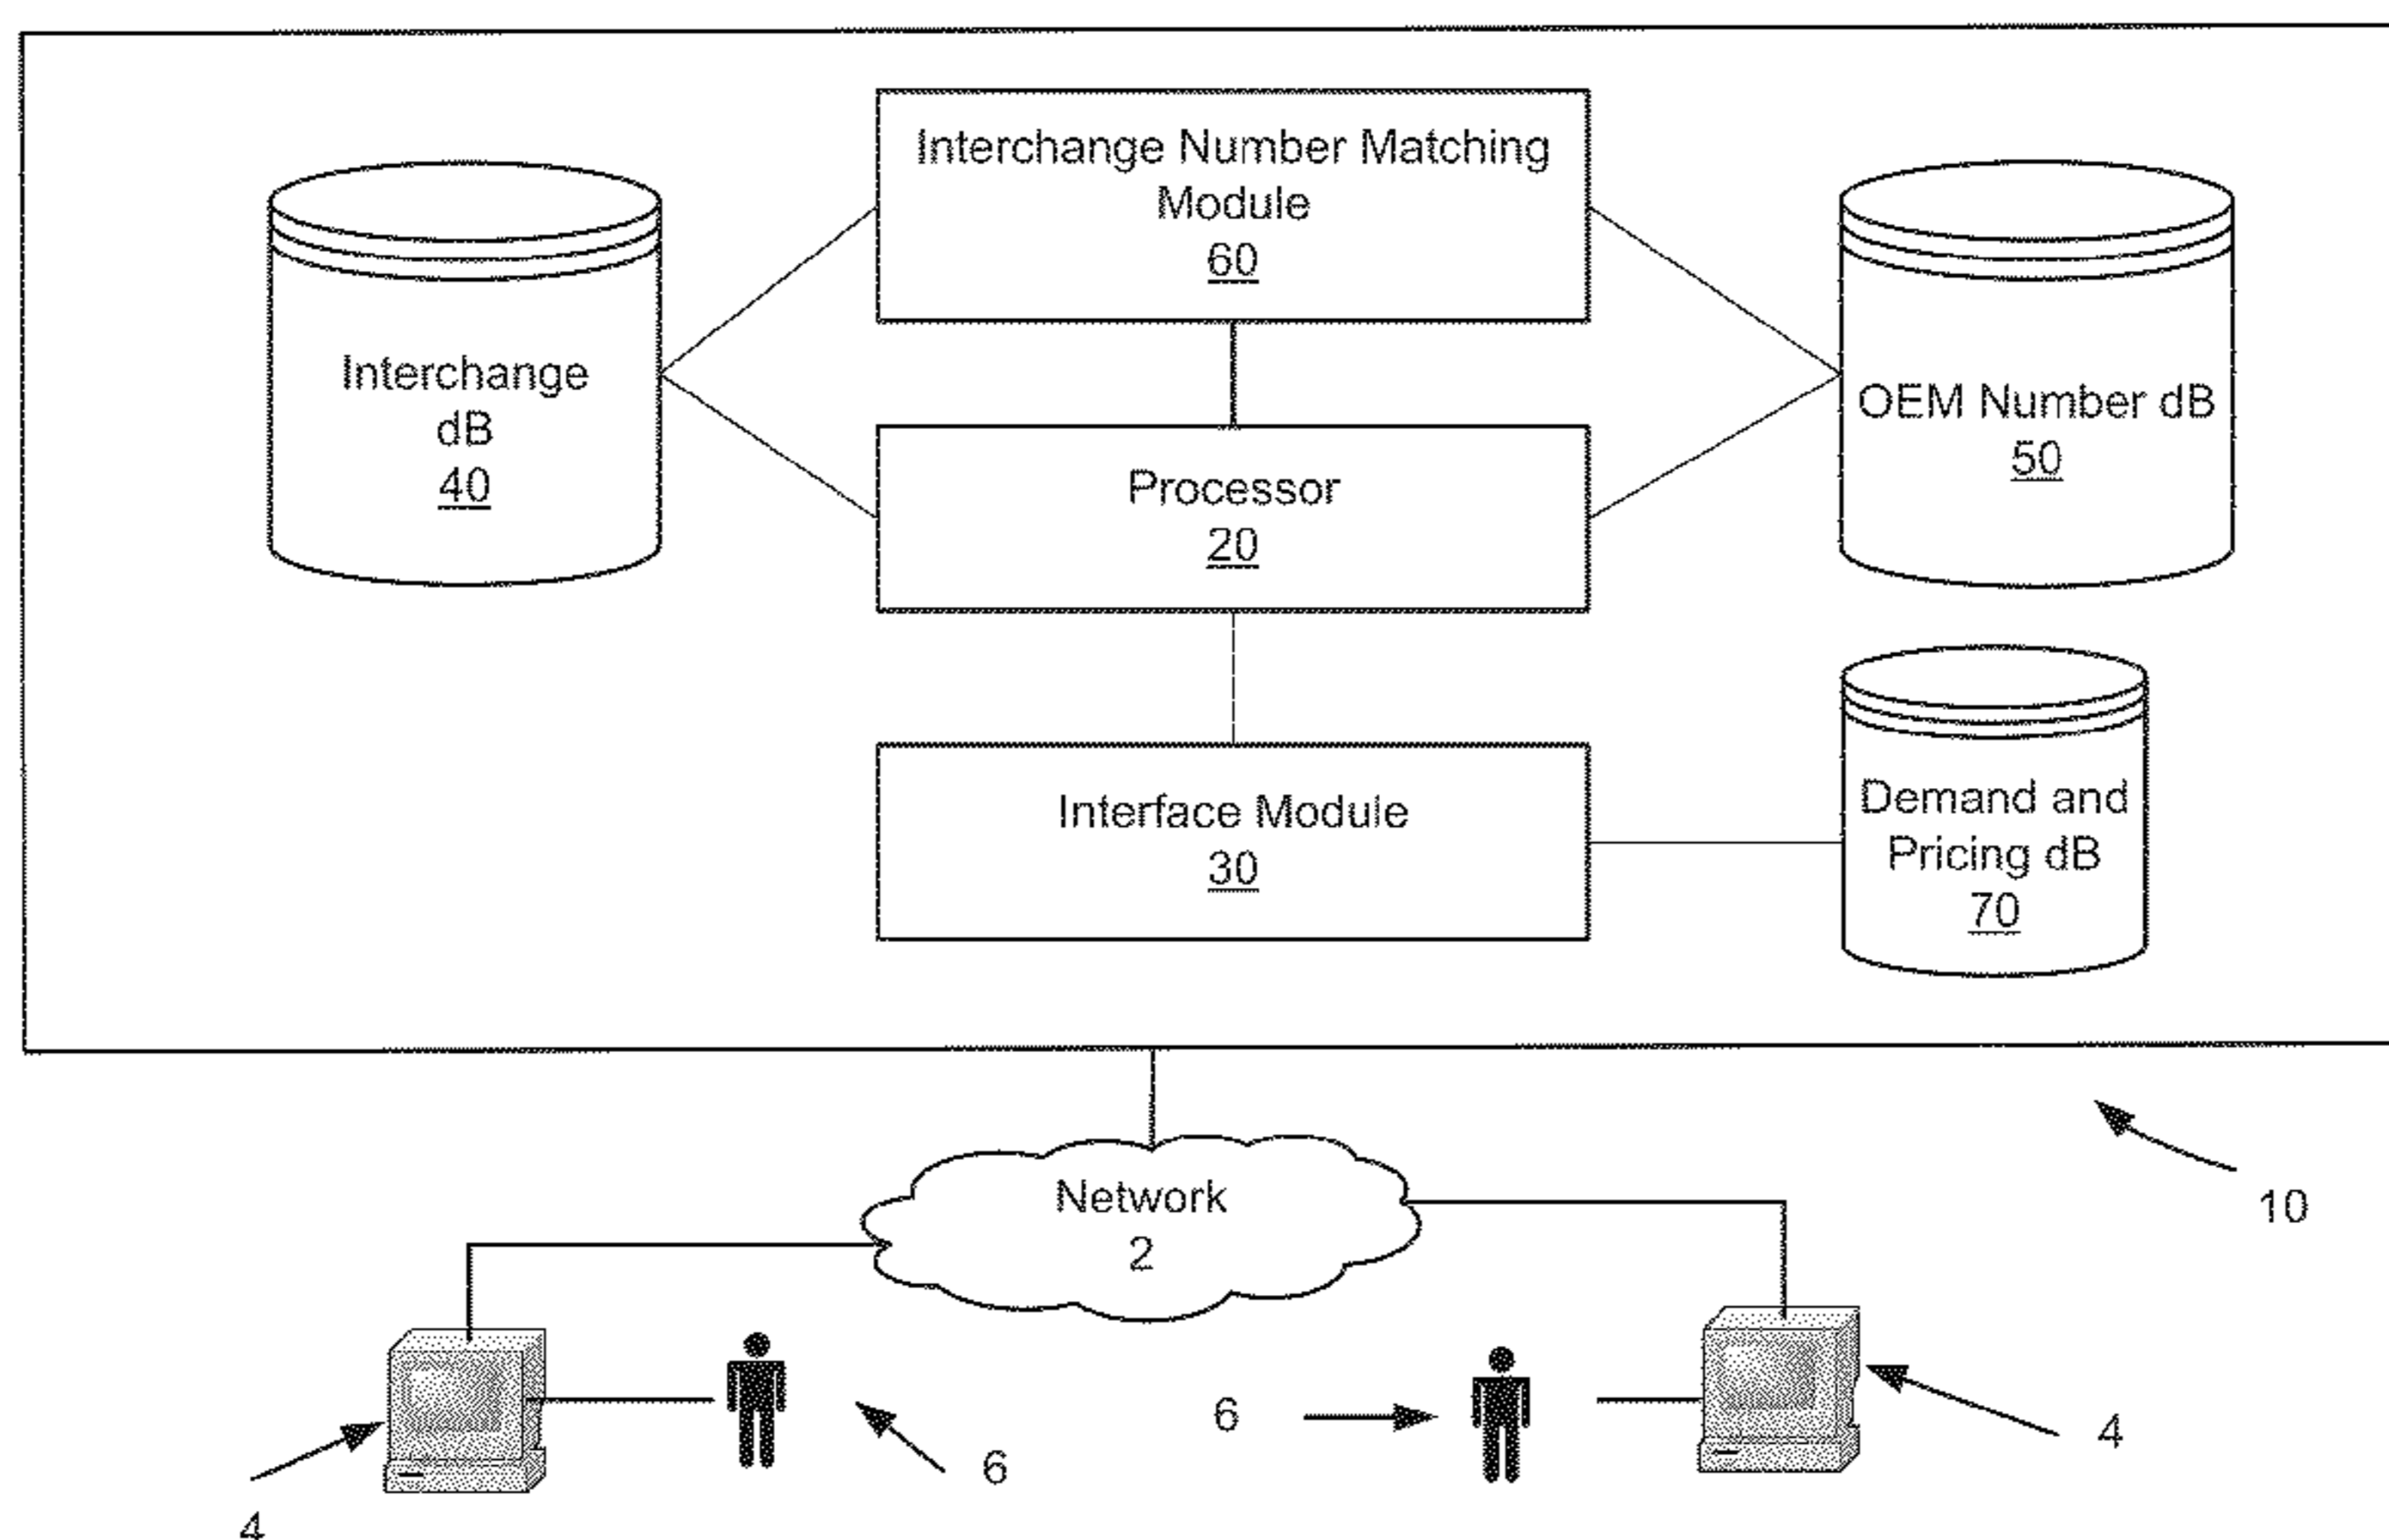 Interchange Number Matching
Module
60
Interchange
dB
40
OEM Number dB
50
Processor
20
Interface Module
30
Demand and
Pricing dB
70
Network
2
10
4
6
6
4